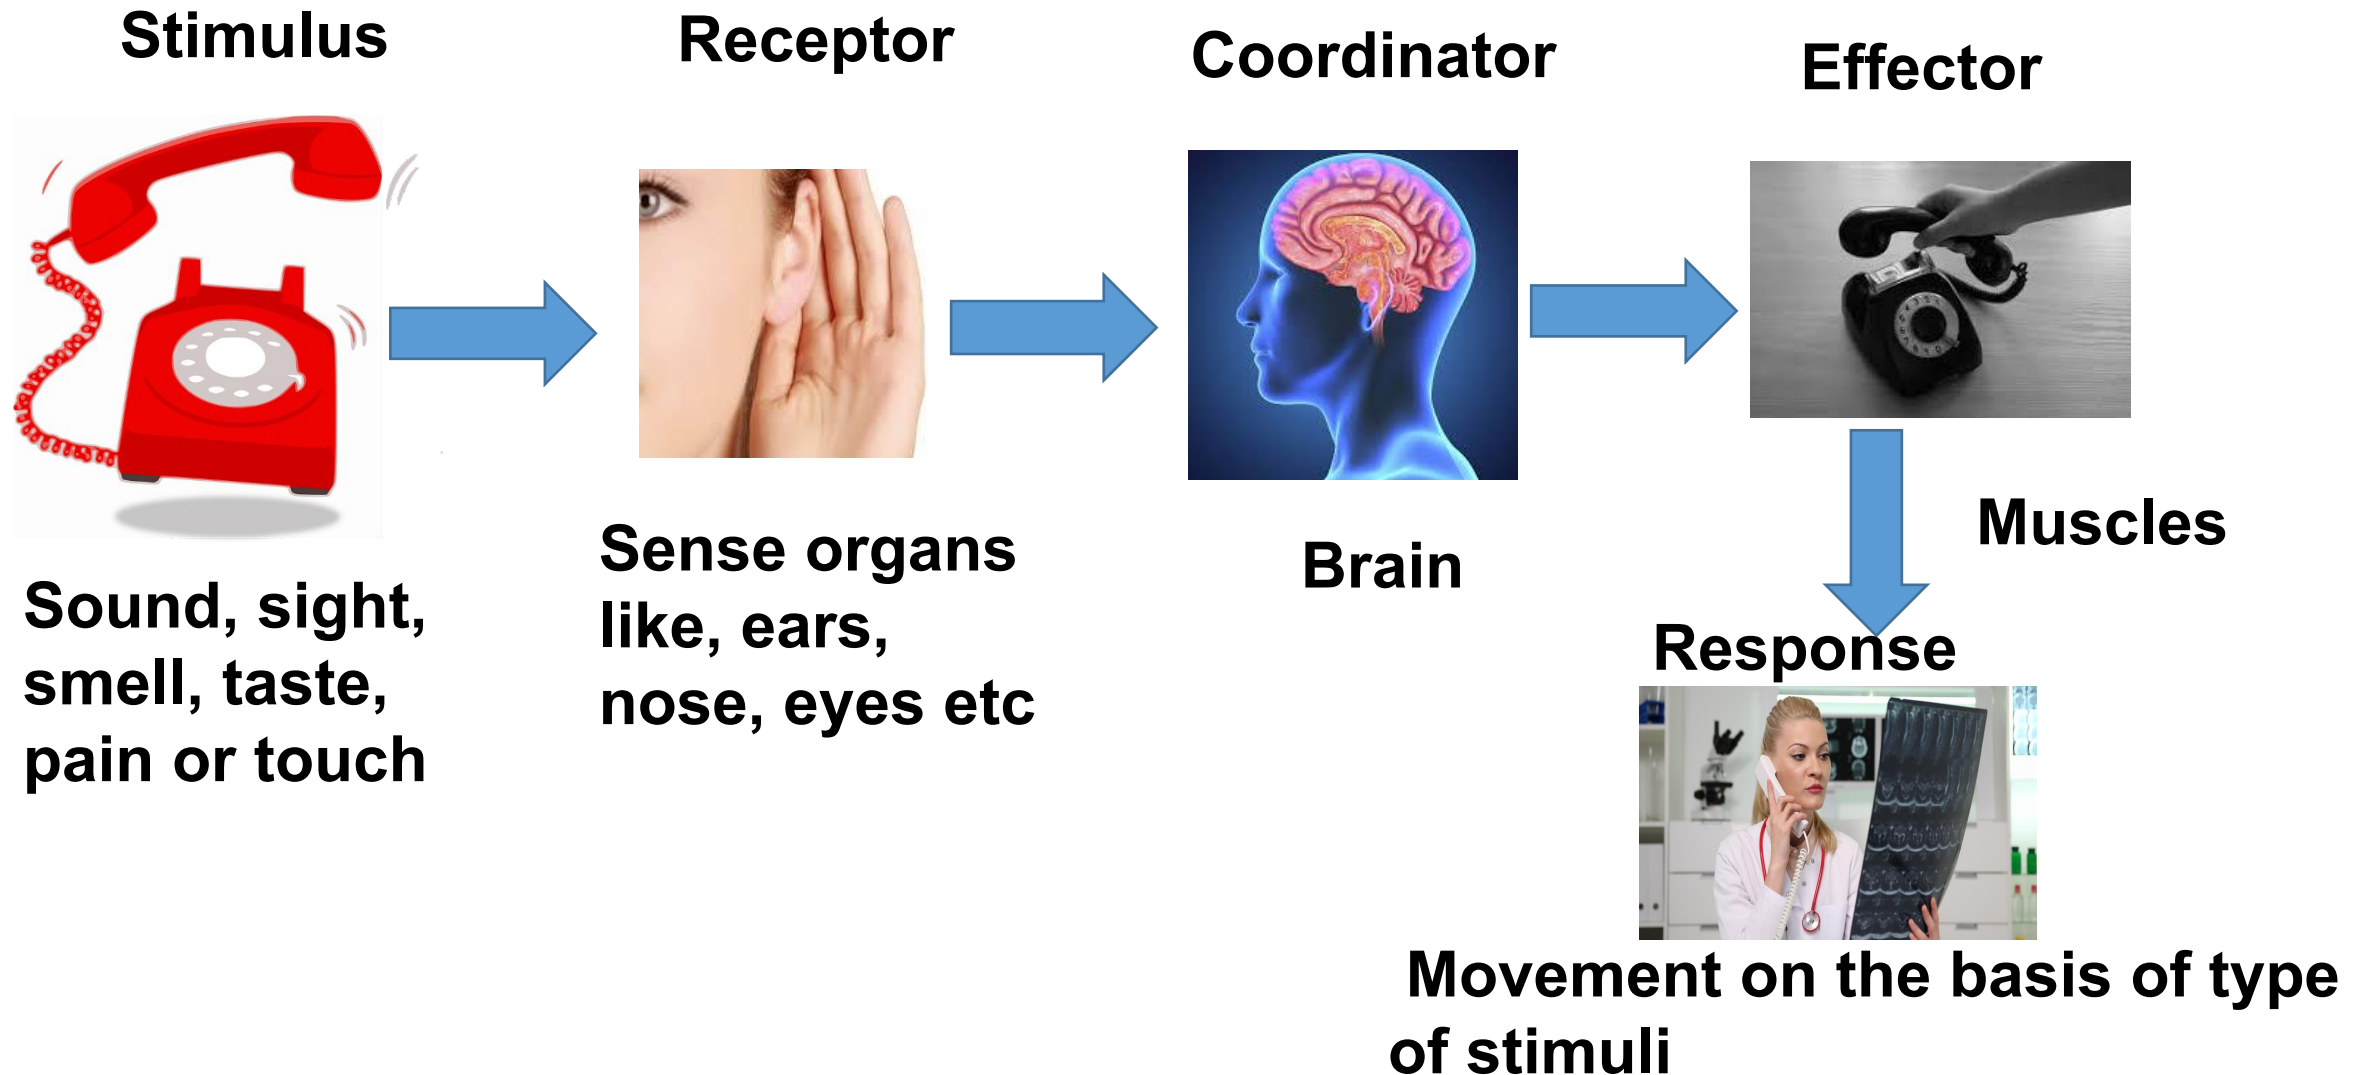 Stimulus
Receptor
Coordinator
Effector
Sound, sight,
smell, taste,
pain or touch
Sense organs
like, ears,
nose, eyes etc
Brain
Muscles
Response
Movement on the basis of type
of stimuli